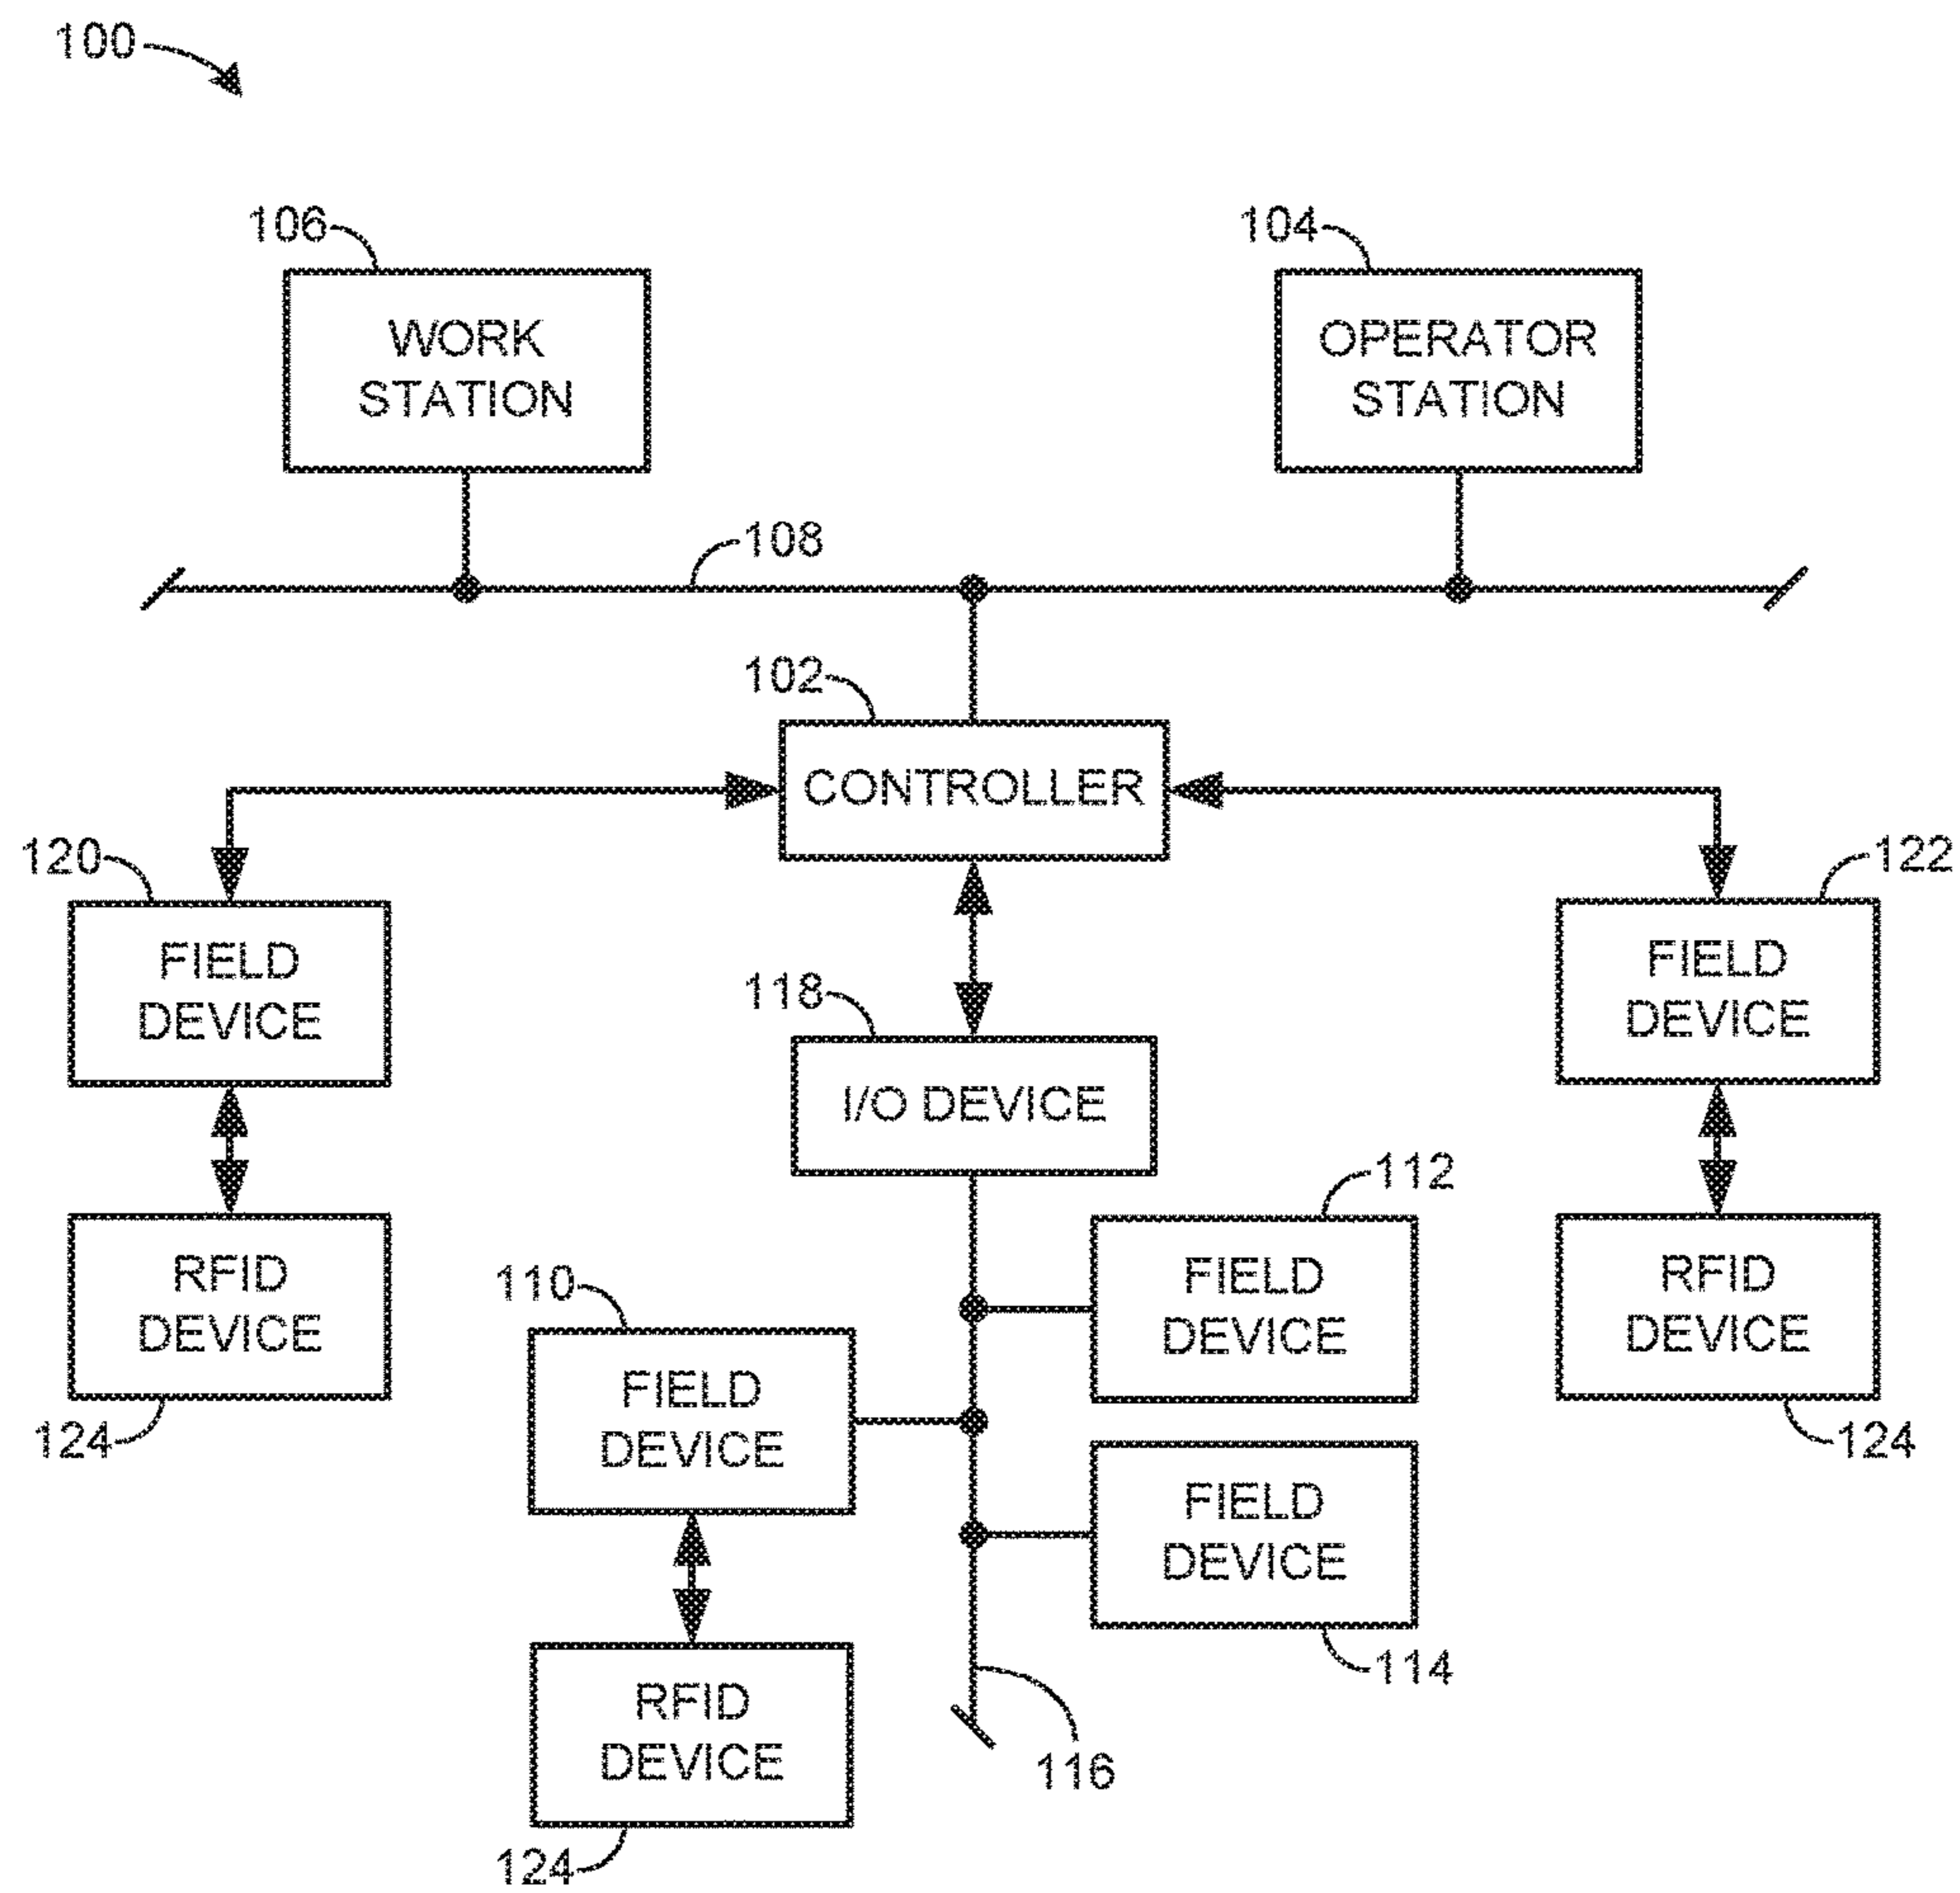 100
106
104
WORK
STATION
OPERATOR
STATION
108
102
CONTROLLER
120
122
FIELD
DEVICE
FIELD
DEVICE
118
I/O DEVICE
112
RFID
DEVICE
110
FIELD
DEVICE
RFID
DEVICE
124
FIELD
DEVICE
124
FIELD
DEVICE
114
RFID
DEVICE
116
124